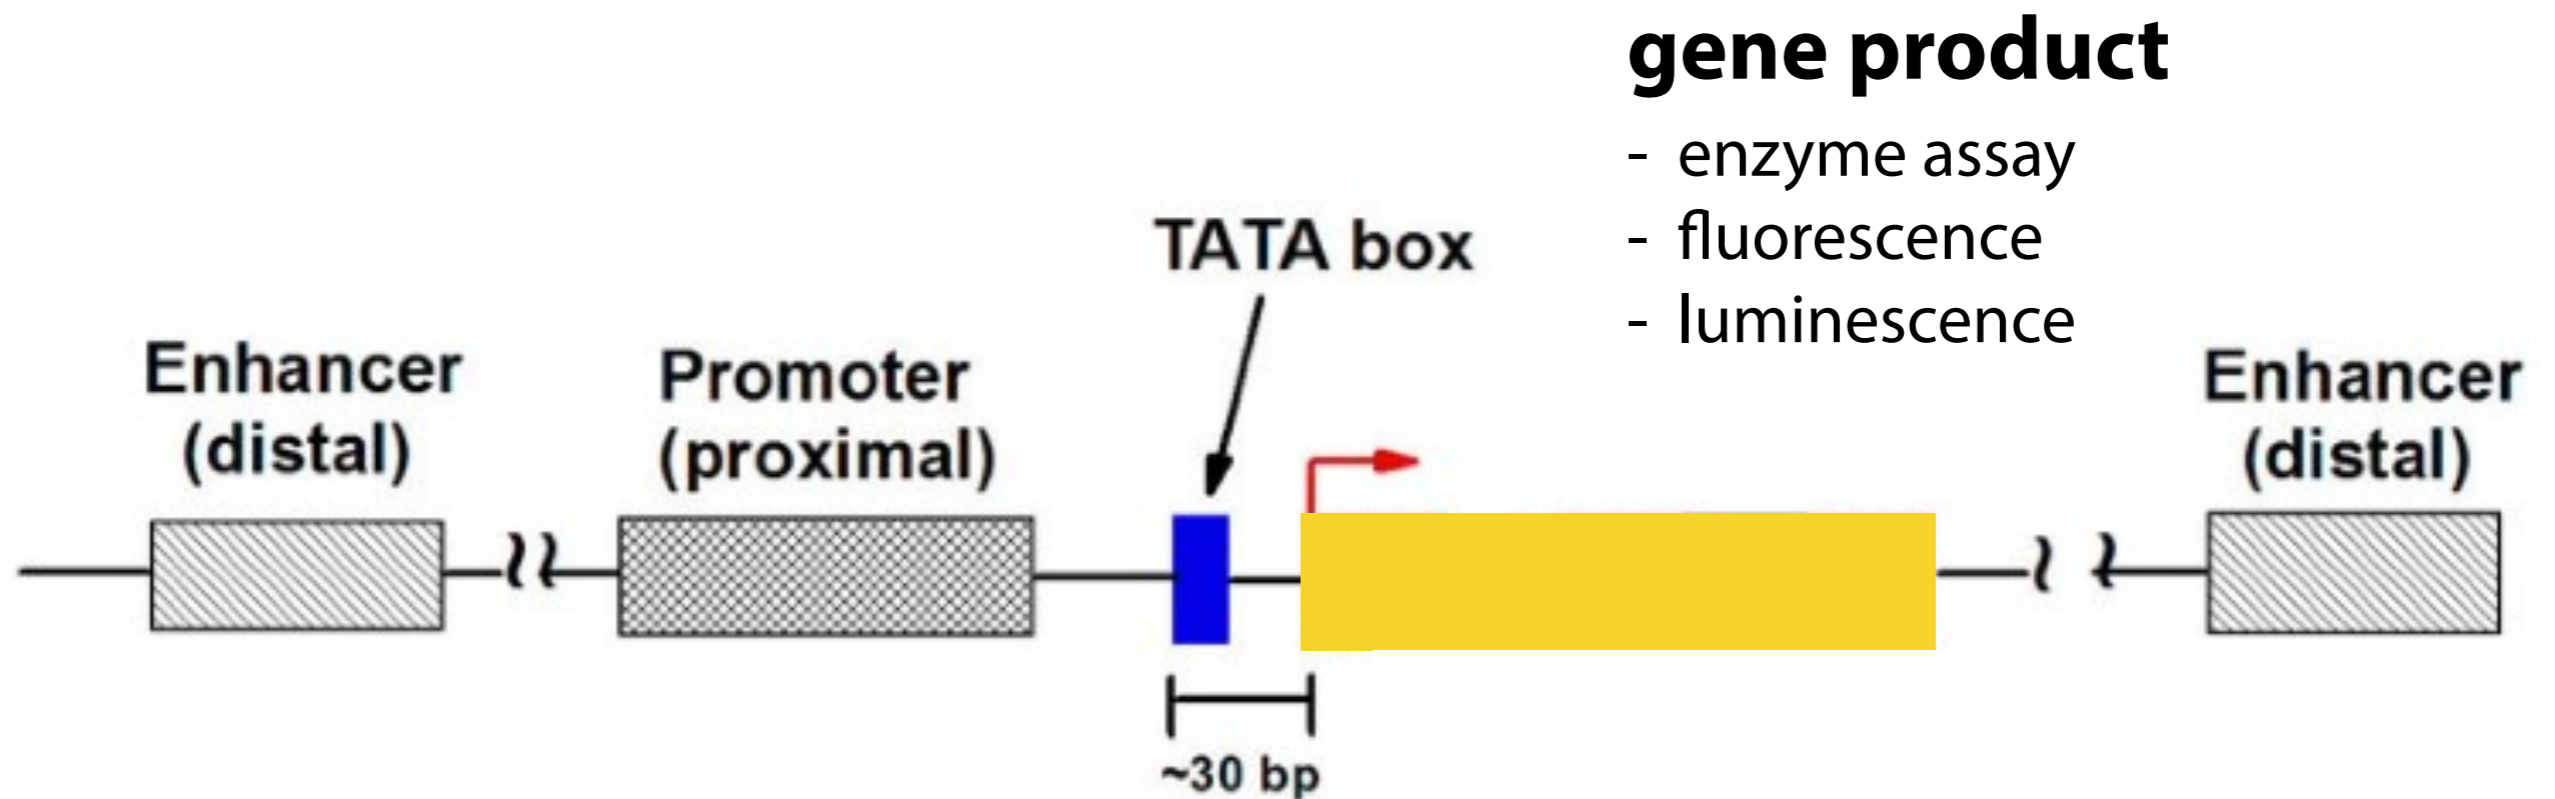 gene product
- enzyme assay
- fluorescence
- luminescence
TATA box
Enhancer
(distal)
Promoter
(proximal)
Enhancer
(distal)
~30 bp